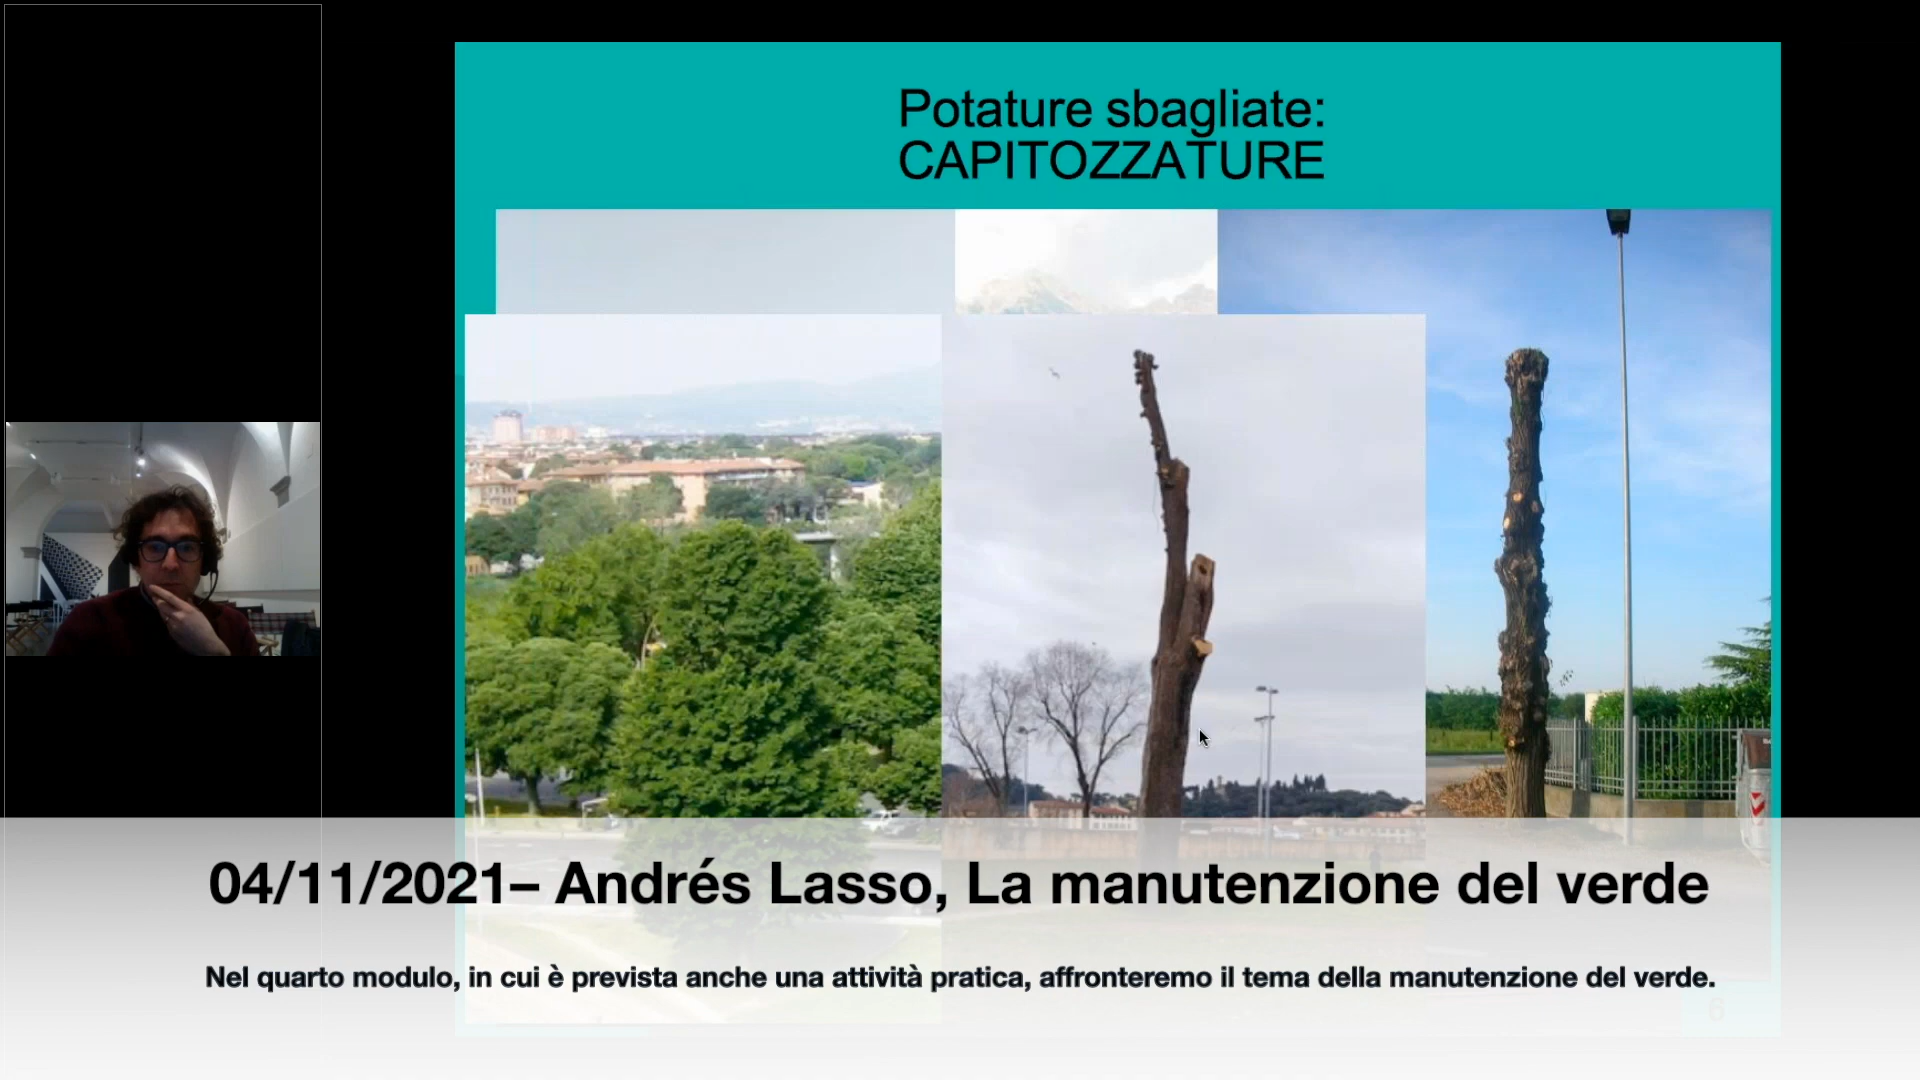 Potature sbagliate:
CAPITOZZATURE
04/11/2021– Andrés Lasso, La manutenzione del verde
Nel quarto modulo, in cui è prevista anche una attività pratica, affronteremo il tema della manutenzione del verde.
6